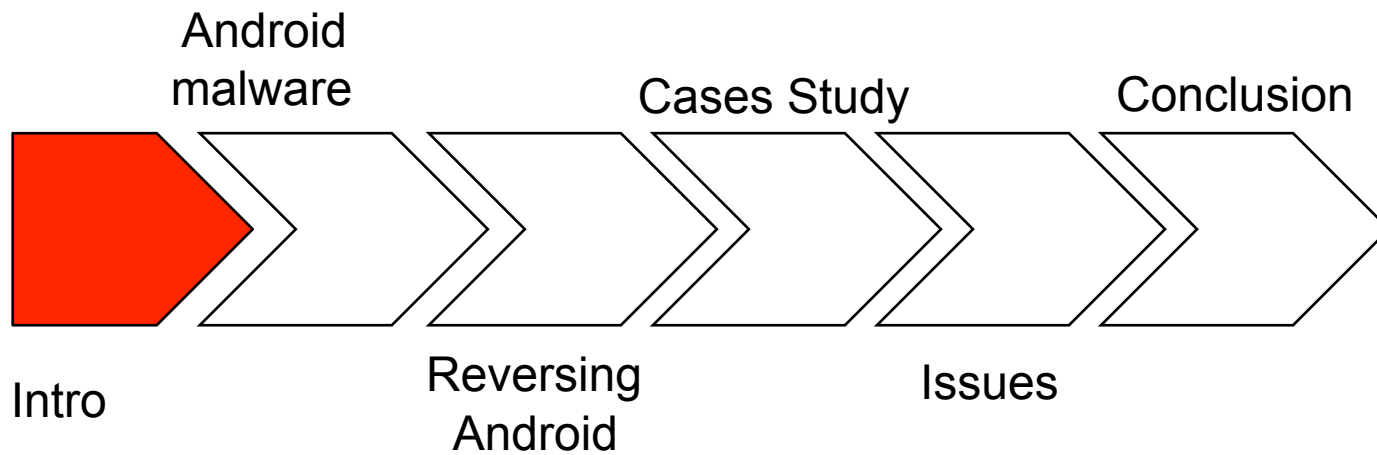 Intro
Android
malware
Reversing
Android
Cases Study
Issues
Conclusion